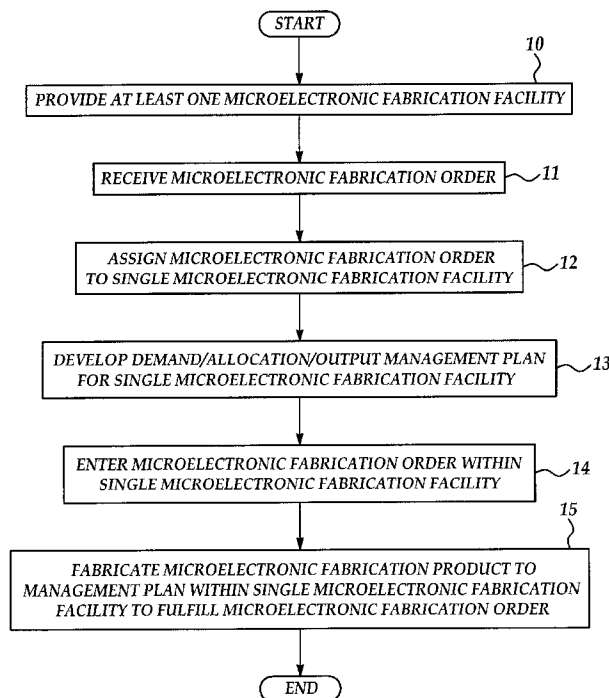 START
10
PROVIDE AT LEAST ONE MICROELECTRONIC FABRICATION FACILITY
RECEIVE MICROELECTRONIC FABRICATION ORDER
11
ASSIGN MICROELECTRONIC FABRICATION ORDER
TO SINGLE MICROELECTRONIC FABRICATION FACILITY
12
DEVELOP DEMAND/ALLOCATION/OUTPUT MANAGEMENT PLAN
FOR SINGLE MICROELECTRONIC FABRICATION FACILITY
13
ENTER MICROELECTRONIC FABRICATION ORDER WITHIN
SINGLE MICROELECTRONIC FABRICATION FACILITY
14
15
FABRICATE MICROELECTRONIC FABRICATION PRODUCT TO
MANAGEMENT PLAN WITHIN SINGLE MICROELECTRONIC FABRICATION
FACILITY TO FULFILL MICROELECTRONIC FABRICATION ORDER
END